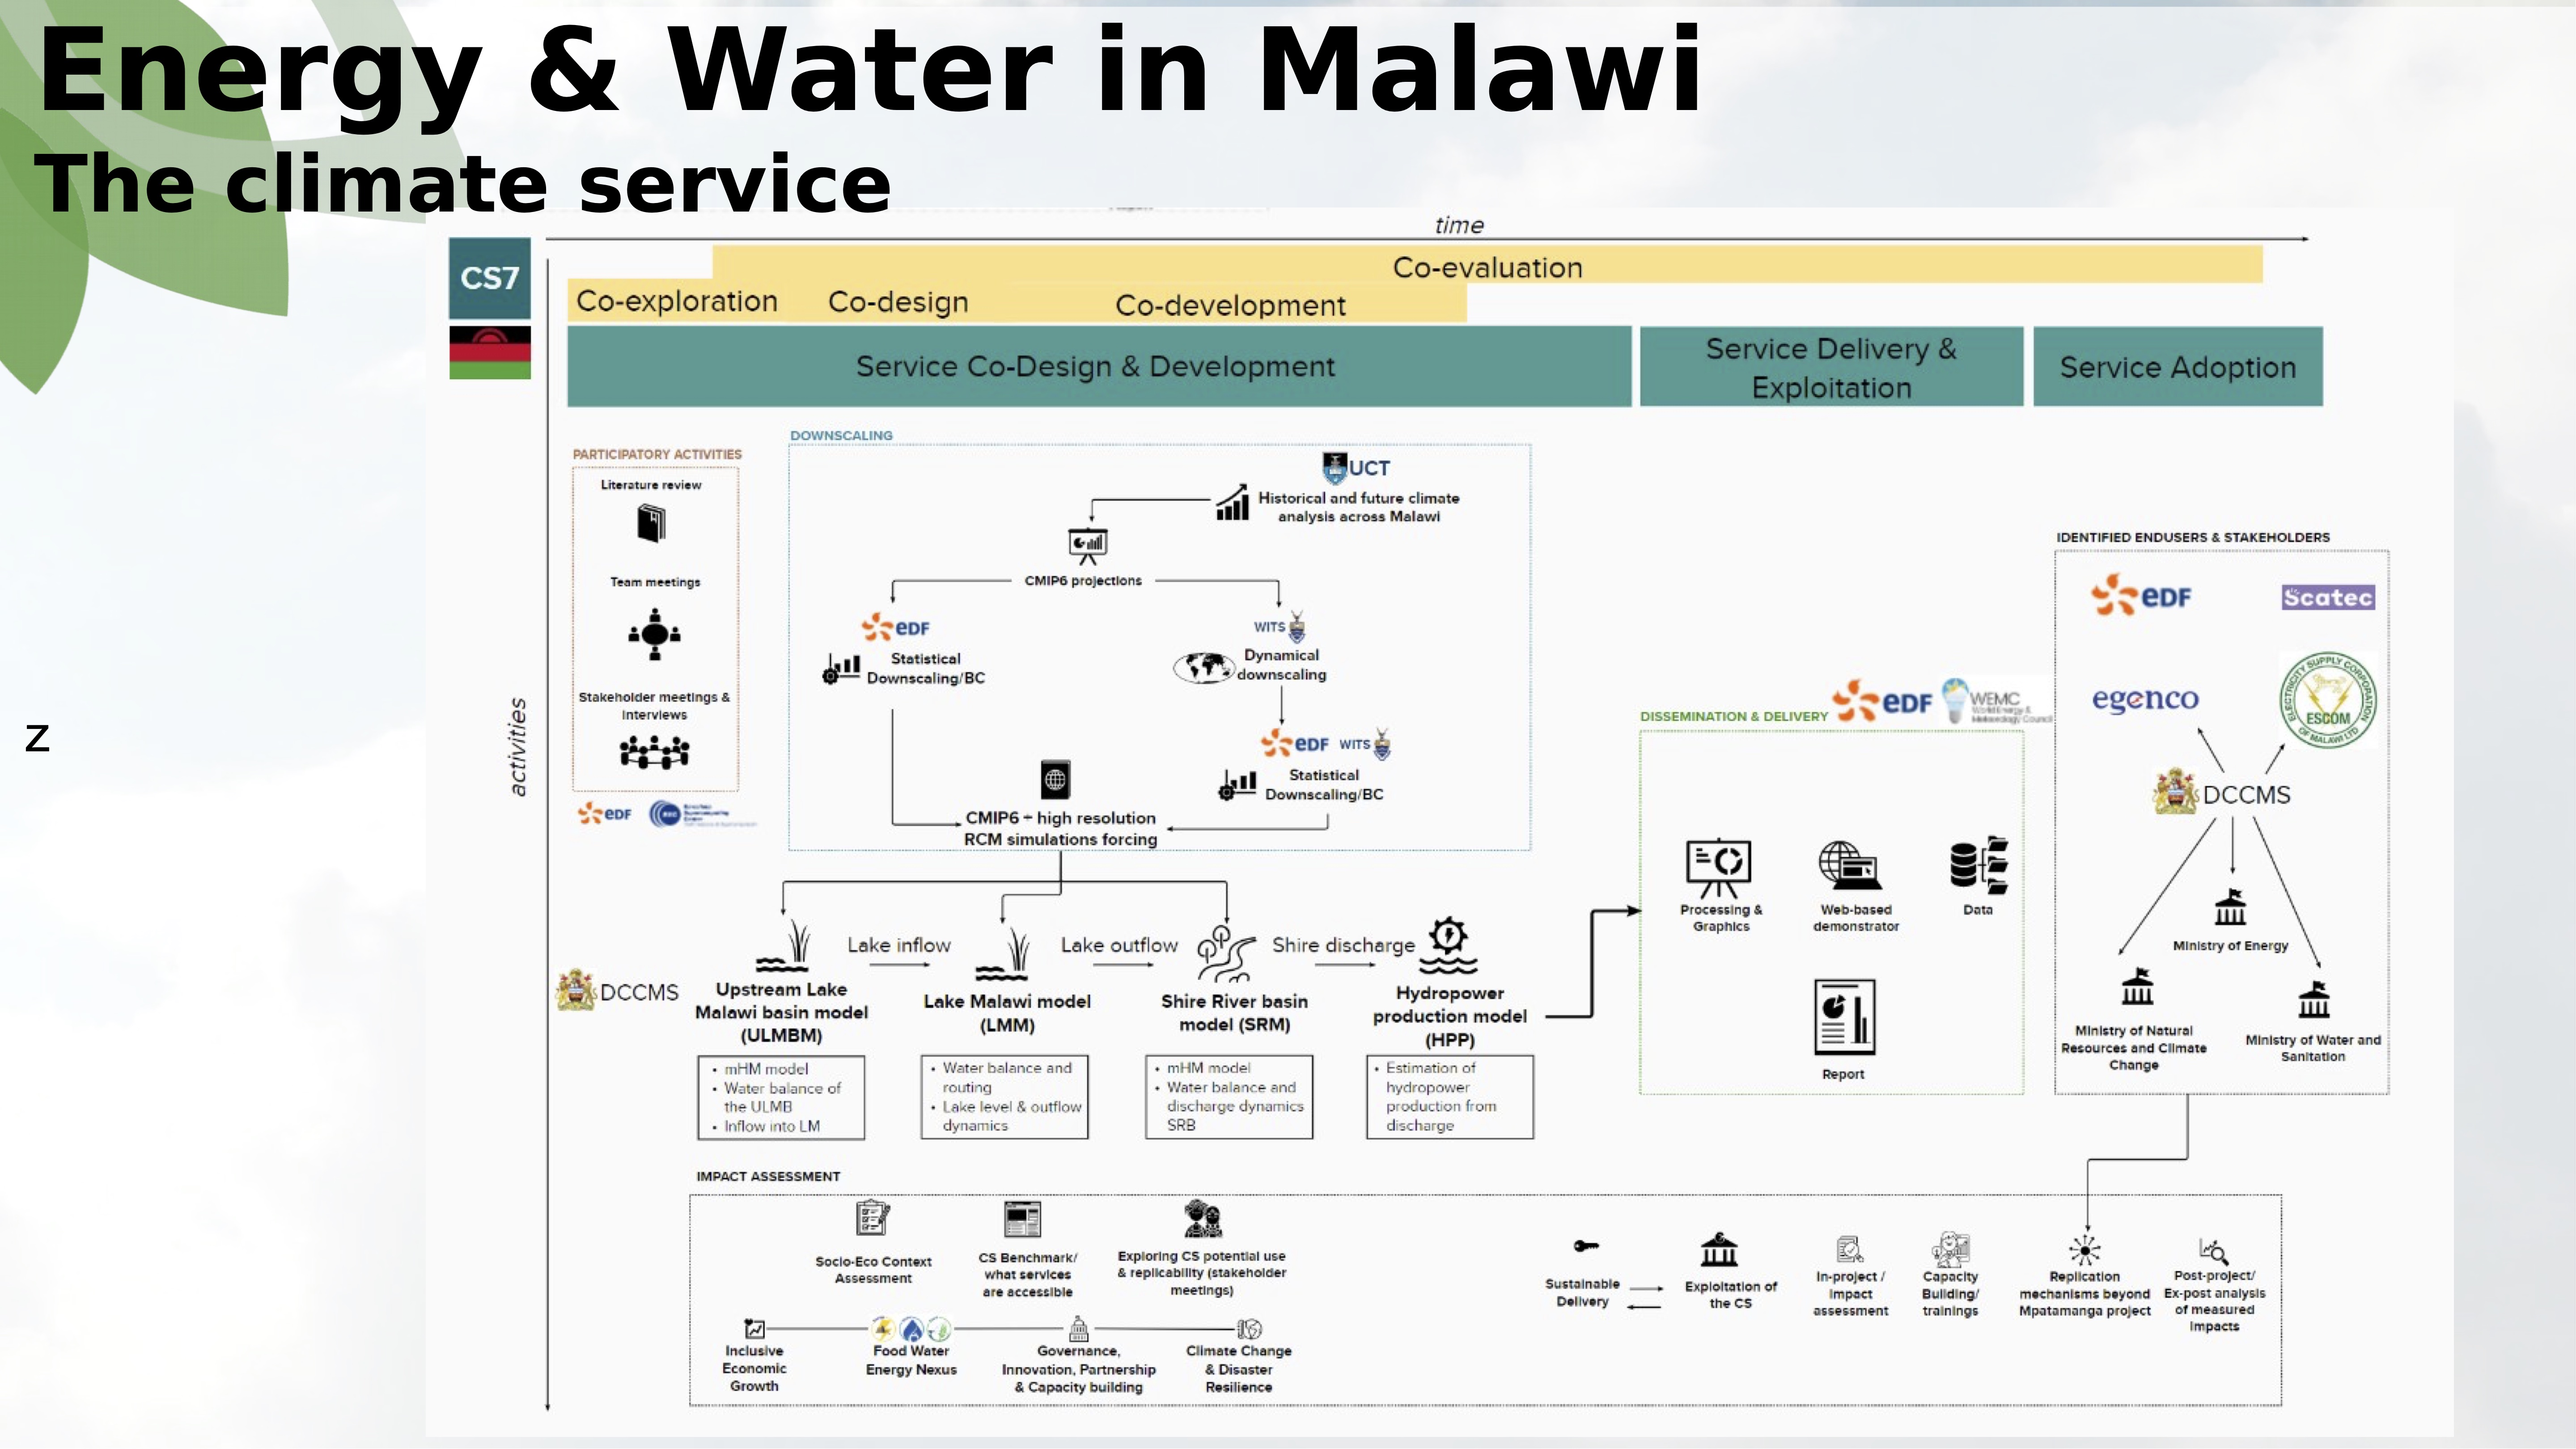 Energy & Water in Malawi
The climate service
time
CS7
Co-evaluation
Co-exploration
Co-design
Co-development
Service Co-Design & Development
Service Delivery &
Exploitation
Service Adoption
activities
z
PARTICIPATORY ACTIVITIES
Literature review
Team meetings
Stakeholder meetings &
Interviews
eDF
DOWNSCALING
UCT
Historical and future climate
analysis across Malawi
CMIP6 projections
eDF
Statistical
Downscaling/BC
WITS
Dynamical
downscaling
eDF WITS
Statistical
Downscaling/BC
CMIP6 + high resolution
RCM simulations forcing
DCCMS
Lake inflow
Lake outflow
Shire discharge
Upstream Lake
Malawi basin model
(ULMBM)
Lake Malawi model
(LMM)
Shire River basin
model (SRM)
Hydropower
production model
(HPP)
• mHM model
• Water balance of
the ULMB
• Inflow into LM
• Water balance and
routing
• Lake level & outflow
dynamics
• mHM model
• Water balance and
discharge dynamics
SRB
• Estimation of
hydropower
production from
discharge
DISSEMINATION & DELIVERY
eDF
WEMC
World Energy &
Meteorology Council
Processing &
Graphics
Web-based
demonstrator
Data
Report
IDENTIFIED ENDUSERS & STAKEHOLDERS
eDF
Scatec
egenco
ELECTRICITY SUPPLY CORPORATION
ESCOM
OF MALAWI LTD
DCCMS
Ministry of Energy
Ministry of Natural
Resources and Climate
Change
Ministry of Water and
Sanitation
IMPACT ASSESSMENT
Socio-Eco Context
Assessment
CS Benchmark/
what services
are accessible
Exploring CS potential use
& replicability (stakeholder
meetings)
Inclusive
Economic
Growth
Food Water
Energy Nexus
Governance,
Innovation, Partnership
& Capacity building
Climate Change
& Disaster
Resilience
Sustainable
Delivery
Exploitation of
the CS
In-project /
Impact
assessment
Capacity
Building/
trainings
Replication
mechanisms beyond
Mpatamanga project
Post-project/
Ex-post analysis
of measured
Impacts